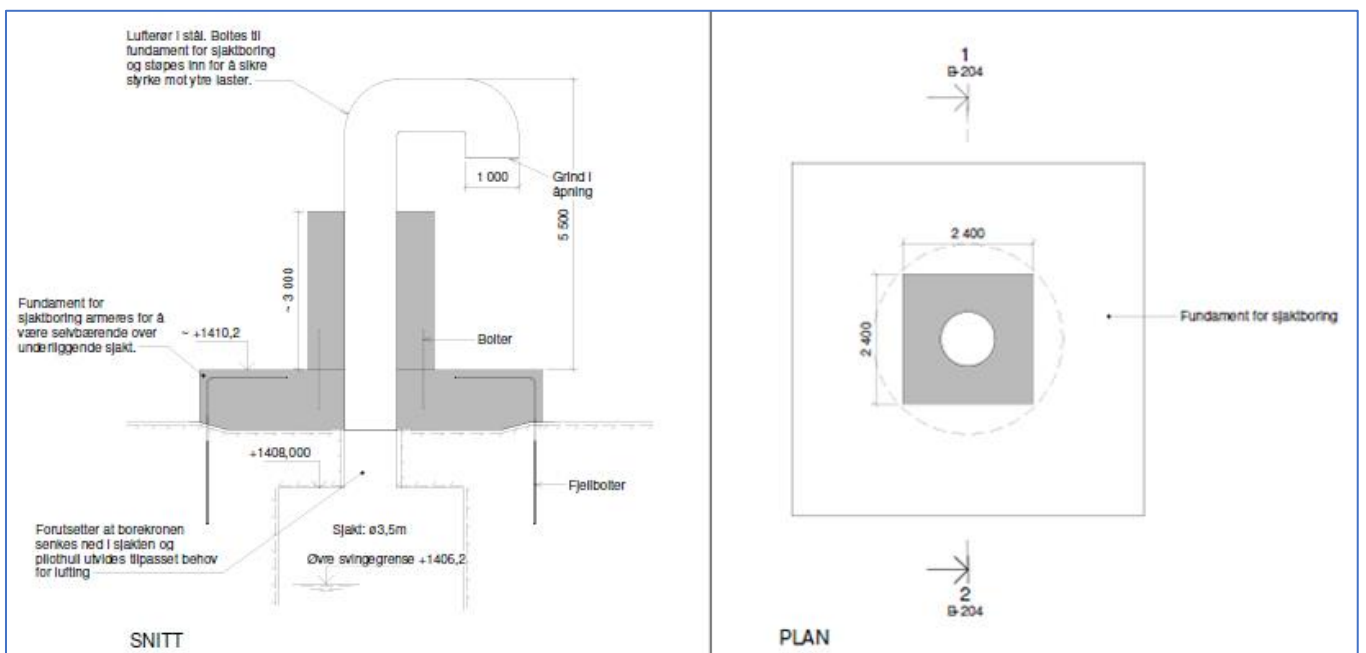 Lufterør i stål. Boltes til
fundament for sjaktboring
og støpes inn for å sikre
styrke mot ytre laster.
1 000
Grind i
åpning
5 500
~ 3 000
Fundament for
sjaktboring armeres for å
være selvbærende over
underliggende sjakt.
~ +1410,2
Bolter
+1408,000
Fjellbolter
Forutsetter at borekronen
senkes ned i sjakten og
pilothull utvides tilpasset behov
for lufting
Sjakt: ø3,5m
Øvre svingegrense +1406,2
SNITT
1
B-204
2 400
2 400
Fundament for sjaktboring
2
B-204
PLAN